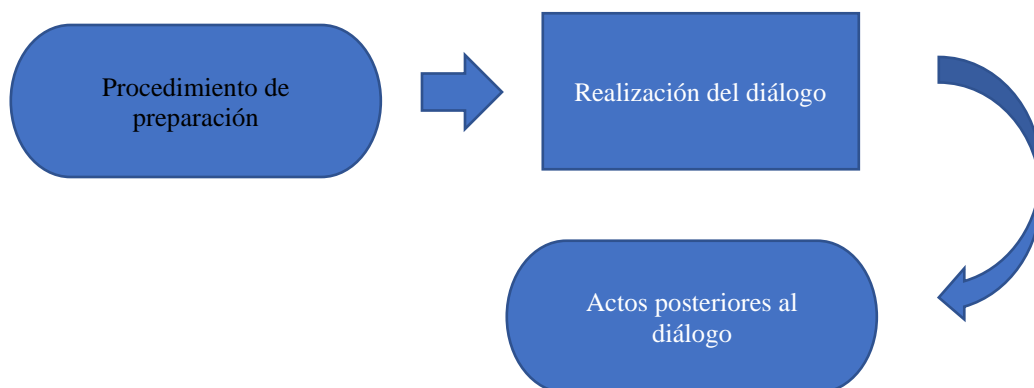 Procedimiento de
preparación
Realización del diálogo
Actos posteriores al
diálogo